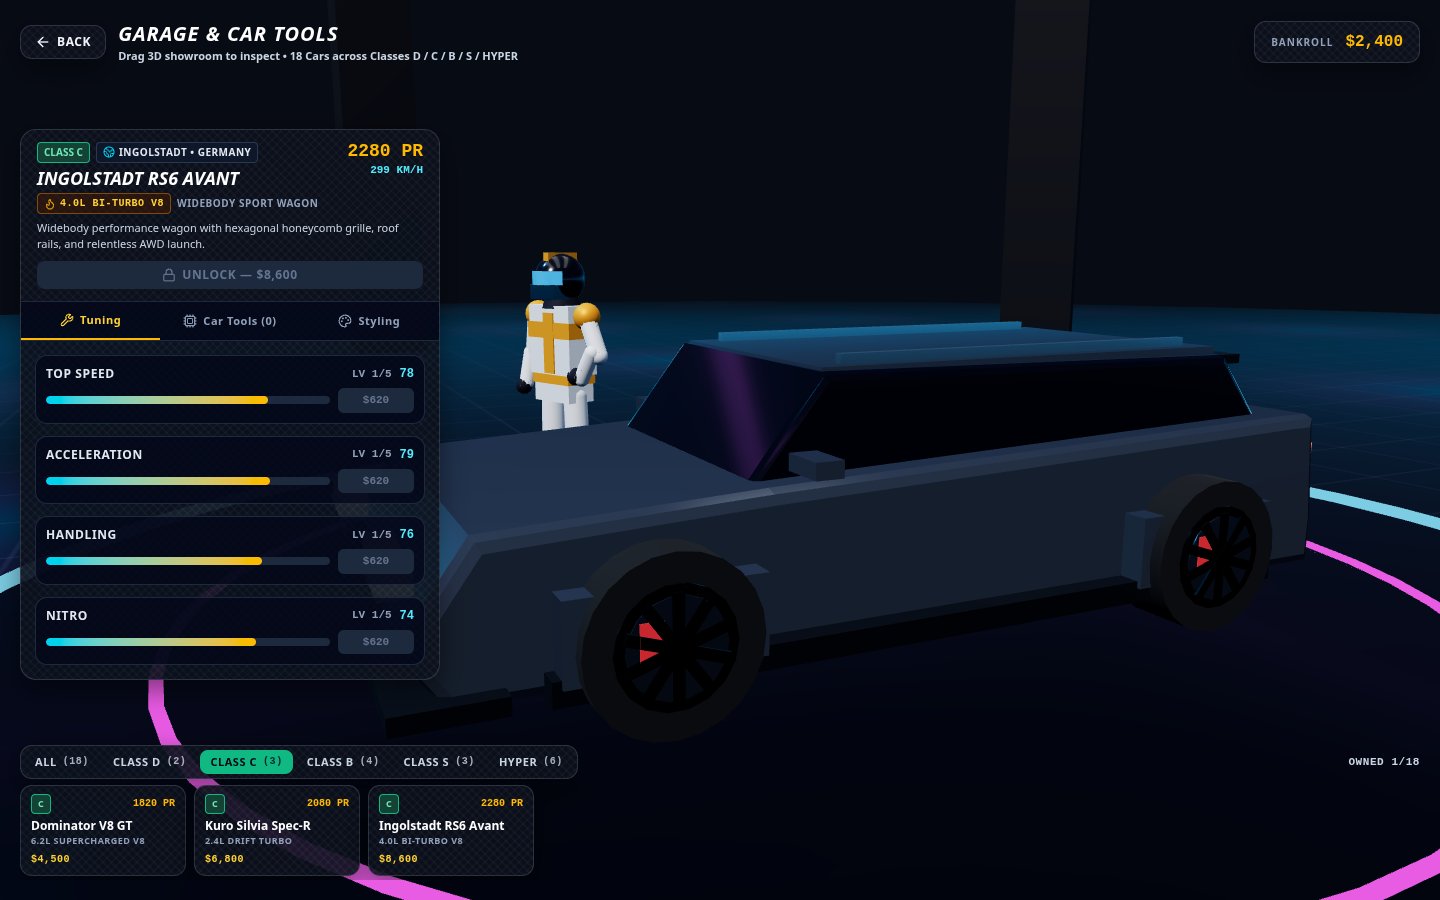 BACK
GARAGE & CAR TOOLS
Drag 3D showroom to inspect • 18 Cars across Classes D / C / B / S / HYPER
BANKROLL $2,400
CLASS C
INGOLSTADT • GERMANY
2280 PR
299 KM/H
INGOLSTADT RS6 AVANT
4.0L BI-TURBO V8
WIDEBODY SPORT WAGON
Widebody performance wagon with hexagonal honeycomb grille, roof
rails, and relentless AWD launch.
UNLOCK — $8,600
Tuning
Car Tools (0)
Styling
TOP SPEED LV 1/5 78
$620
ACCELERATION LV 1/5 79
$620
HANDLING LV 1/5 76
$620
NITRO LV 1/5 74
$620
ALL (18) CLASS D (2) CLASS C (3) CLASS B (4) CLASS S (3) HYPER (6)
OWNED 1/18
C 1820 PR
Dominator V8 GT
6.2L SUPERCHARGED V8
$4,500
C 2080 PR
Kuro Silvia Spec-R
2.4L DRIFT TURBO
$6,800
C 2280 PR
Ingolstadt RS6 Avant
4.0L BI-TURBO V8
$8,600